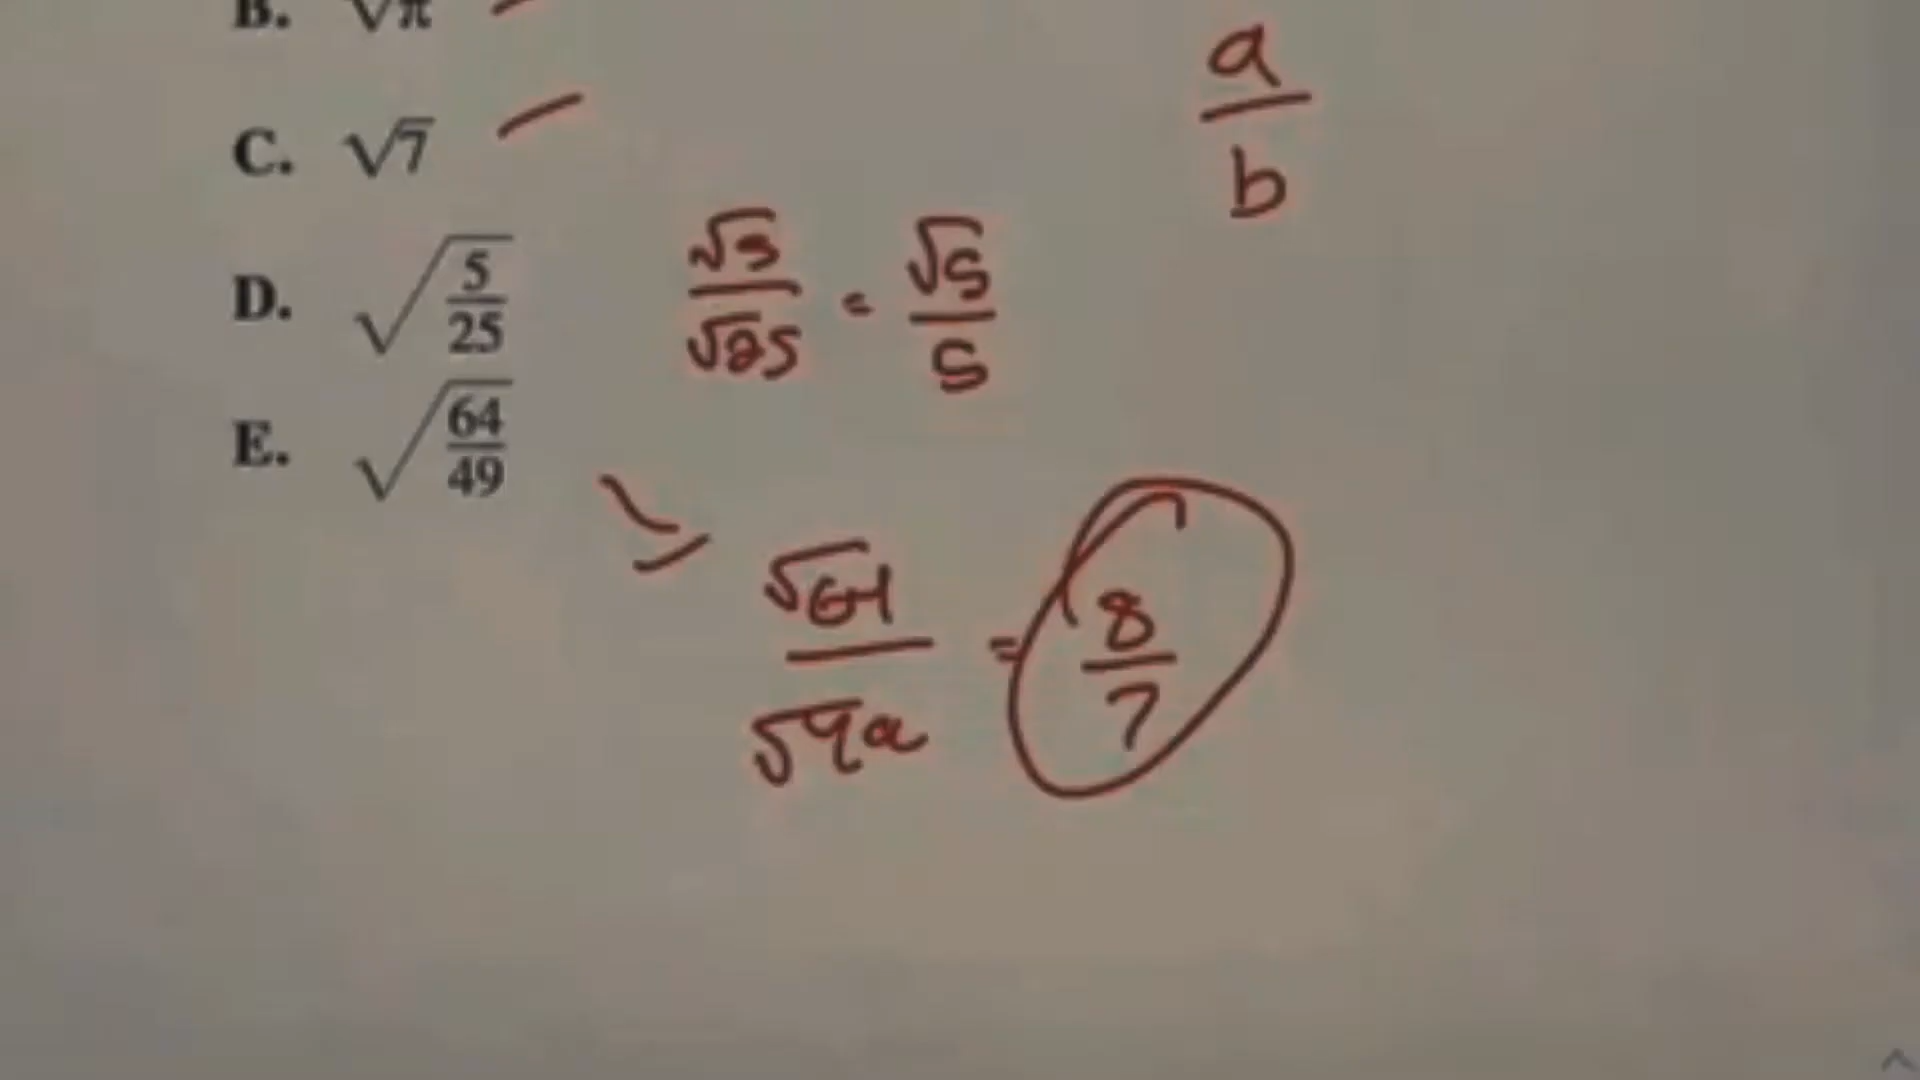 B. √π
a
b
C. √7
D. √(5/25)
√5/√25 = √5/5
E. √(64/49)
√64/√49 = 8/7